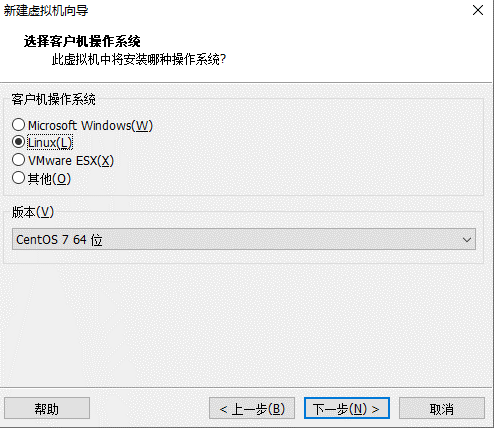 新建虚拟机向导
选择客户机操作系统
此虚拟机中将安装哪种操作系统?
客户机操作系统
Microsoft Windows(W)
Linux(L)
VMware ESX(X)
其他(O)
版本(V)
CentOS 7 64 位
帮助
< 上一步(B)
下一步(N) >
取消